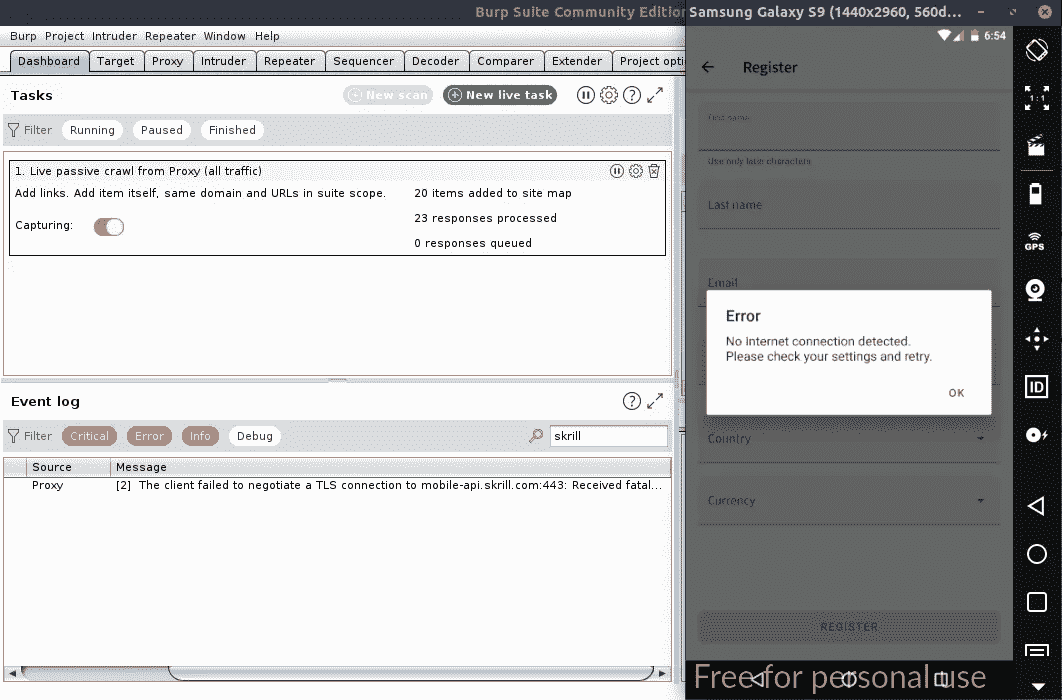 Burp Suite Community Edition
Burp Project Intruder Repeater Window Help
Dashboard Target Proxy Intruder Repeater Sequencer Decoder Comparer Extender Project opti
Tasks
New scan
New live task
Filter Running Paused Finished
1. Live passive crawl from Proxy (all traffic)
Add links. Add item itself, same domain and URLs in suite scope.
20 items added to site map
Capturing:
23 responses processed
0 responses queued
Event log
Filter Critical Error Info Debug
skrill
Source Message
Proxy [2] The client failed to negotiate a TLS connection to mobile-api.skrill.com:443: Received fatal...
Samsung Galaxy S9 (1440x2960, 560d...
6:54
Register
First name
Use only latin characters
Last name
Email
Error
No Internet connection detected.
Please check your settings and retry.
OK
Country
Currency
REGISTER
Free for personal use
1:1
GPS
ID